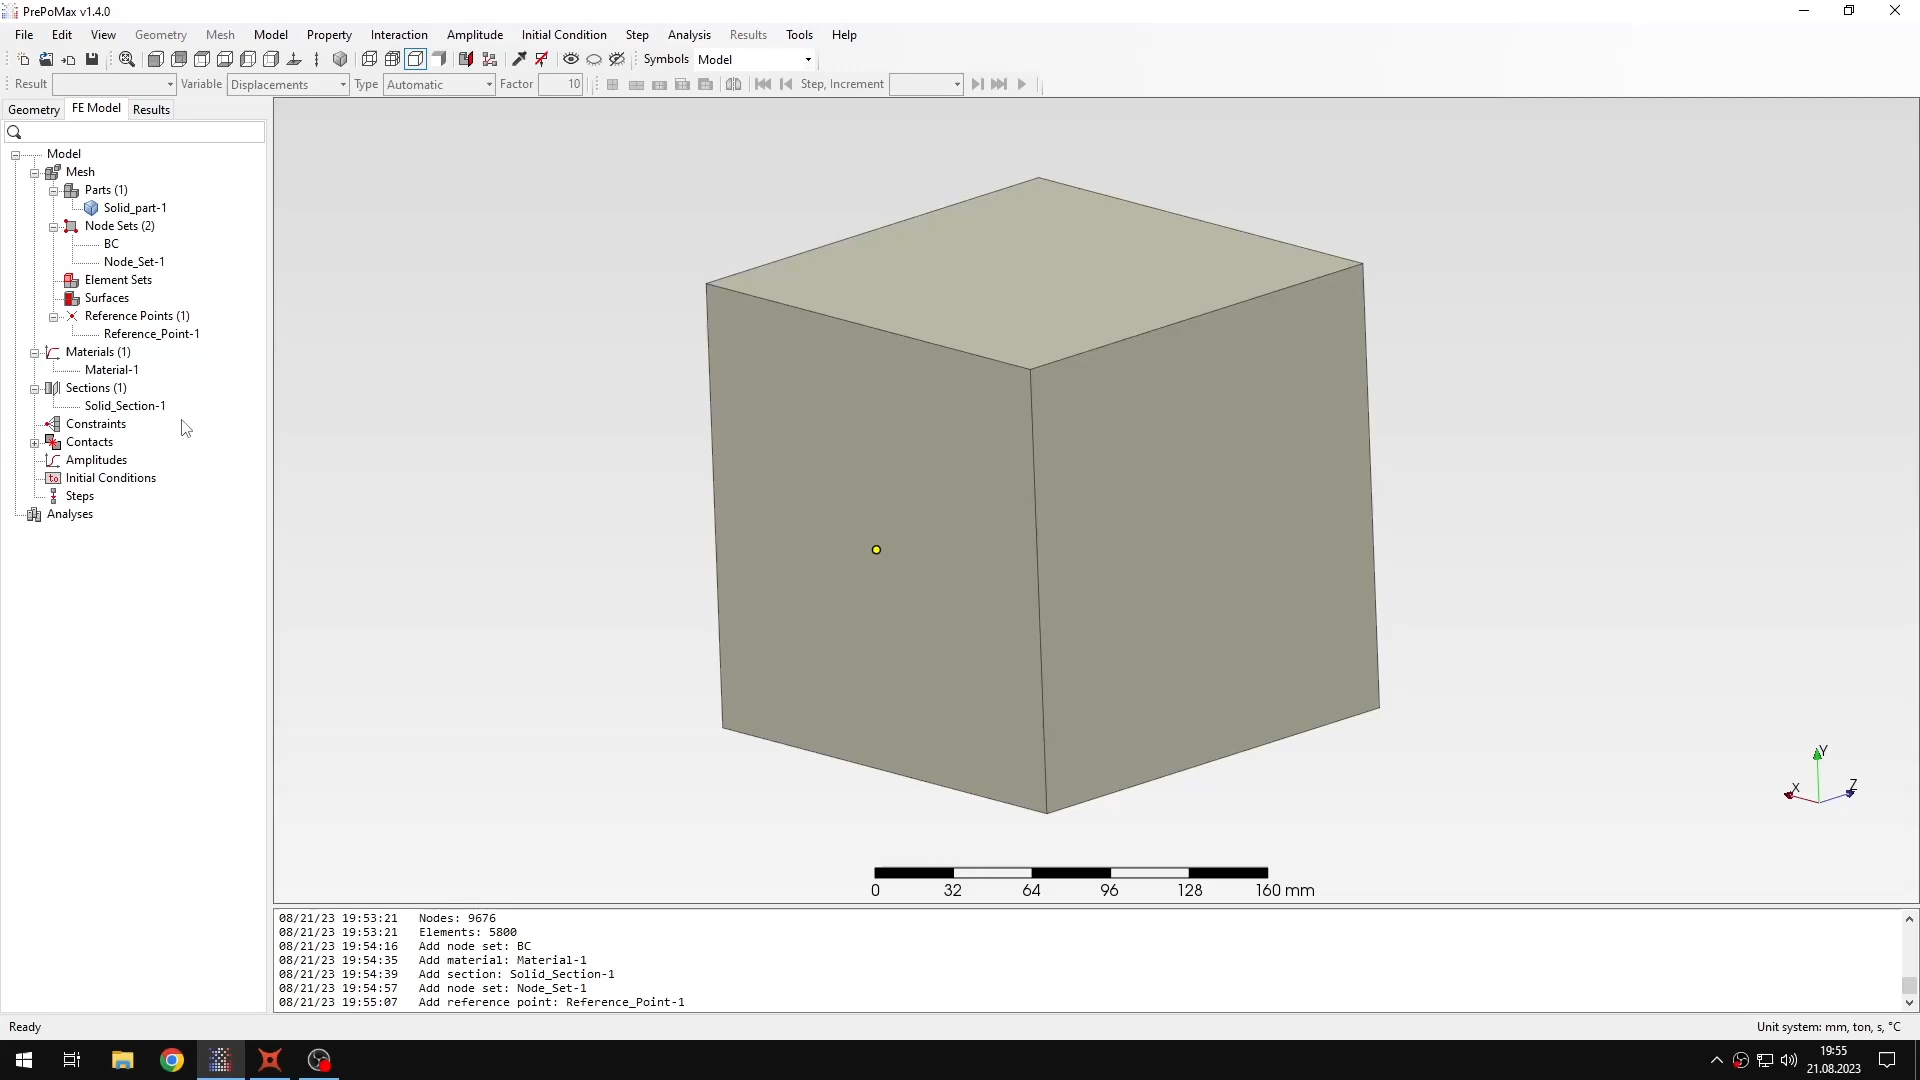 PrePoMax v1.4.0
File Edit View Geometry Mesh Model Property Interaction Amplitude Initial Condition Step Analysis Results Tools Help
Symbols Model
Result Variable Displacements Type Automatic Factor 10 Step, Increment
Geometry FE Model Results
Model
Mesh
Parts (1)
Solid_part-1
Node Sets (2)
BC
Node_Set-1
Element Sets
Surfaces
Reference Points (1)
Reference_Point-1
Materials (1)
Material-1
Sections (1)
Solid_Section-1
Constraints
Contacts
Amplitudes
Initial Conditions
Steps
Analyses
Y
X Z
0 32 64 96 128 160 mm
08/21/23 19:53:21 Nodes: 9676
08/21/23 19:53:21 Elements: 5800
08/21/23 19:54:16 Add node set: BC
08/21/23 19:54:35 Add material: Material-1
08/21/23 19:54:39 Add section: Solid_Section-1
08/21/23 19:54:57 Add node set: Node_Set-1
08/21/23 19:55:07 Add reference point: Reference_Point-1
Ready Unit system: mm, ton, s, °C
19:55
21.08.2023